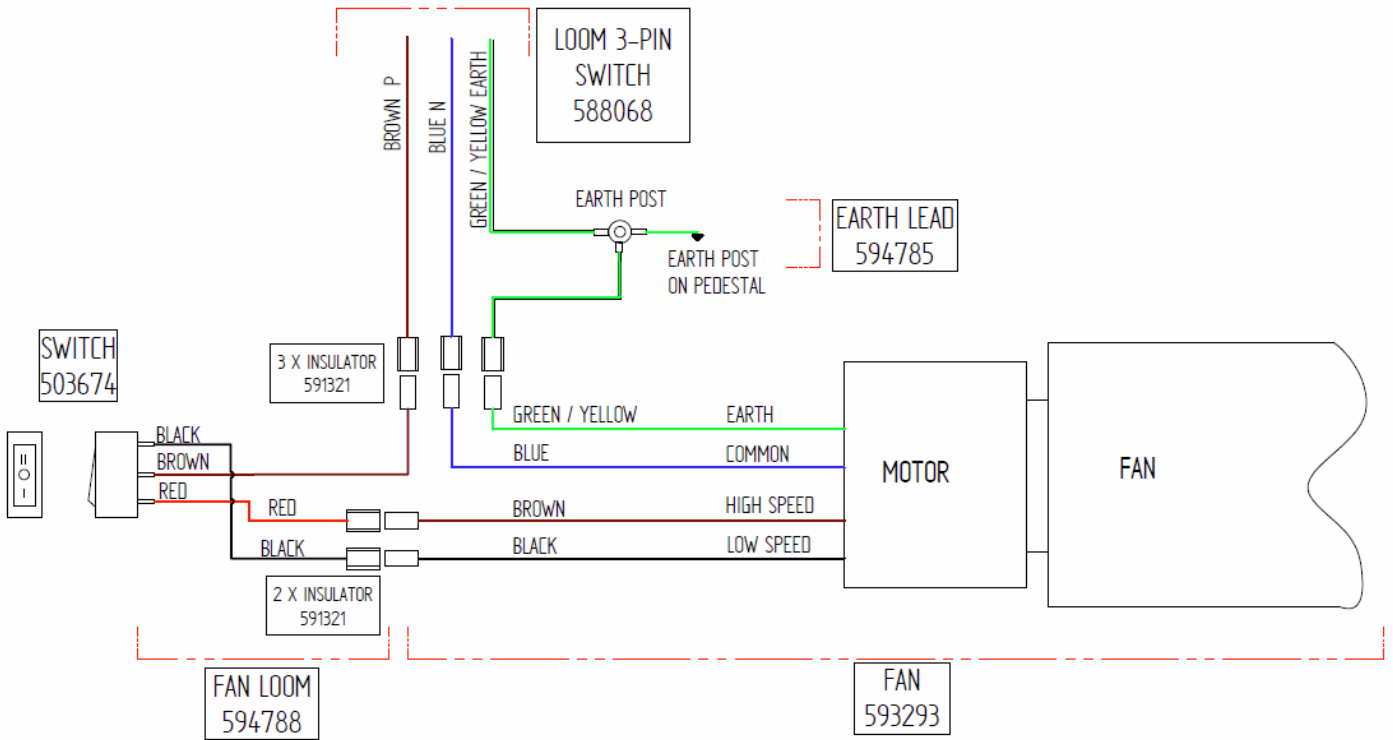 LOOM 3-PIN
SWITCH
588068
BROWN P
BLUE N
GREEN / YELLOW EARTH
EARTH POST
EARTH POST
ON PEDESTAL
EARTH LEAD
594785
SWITCH
503674
3 X INSULATOR
591321
BLACK
BROWN
RED
RED
BLACK
GREEN / YELLOW
EARTH
BLUE
COMMON
BROWN
HIGH SPEED
BLACK
LOW SPEED
MOTOR
FAN
= O -
2 X INSULATOR
591321
FAN LOOM
594788
FAN
593293